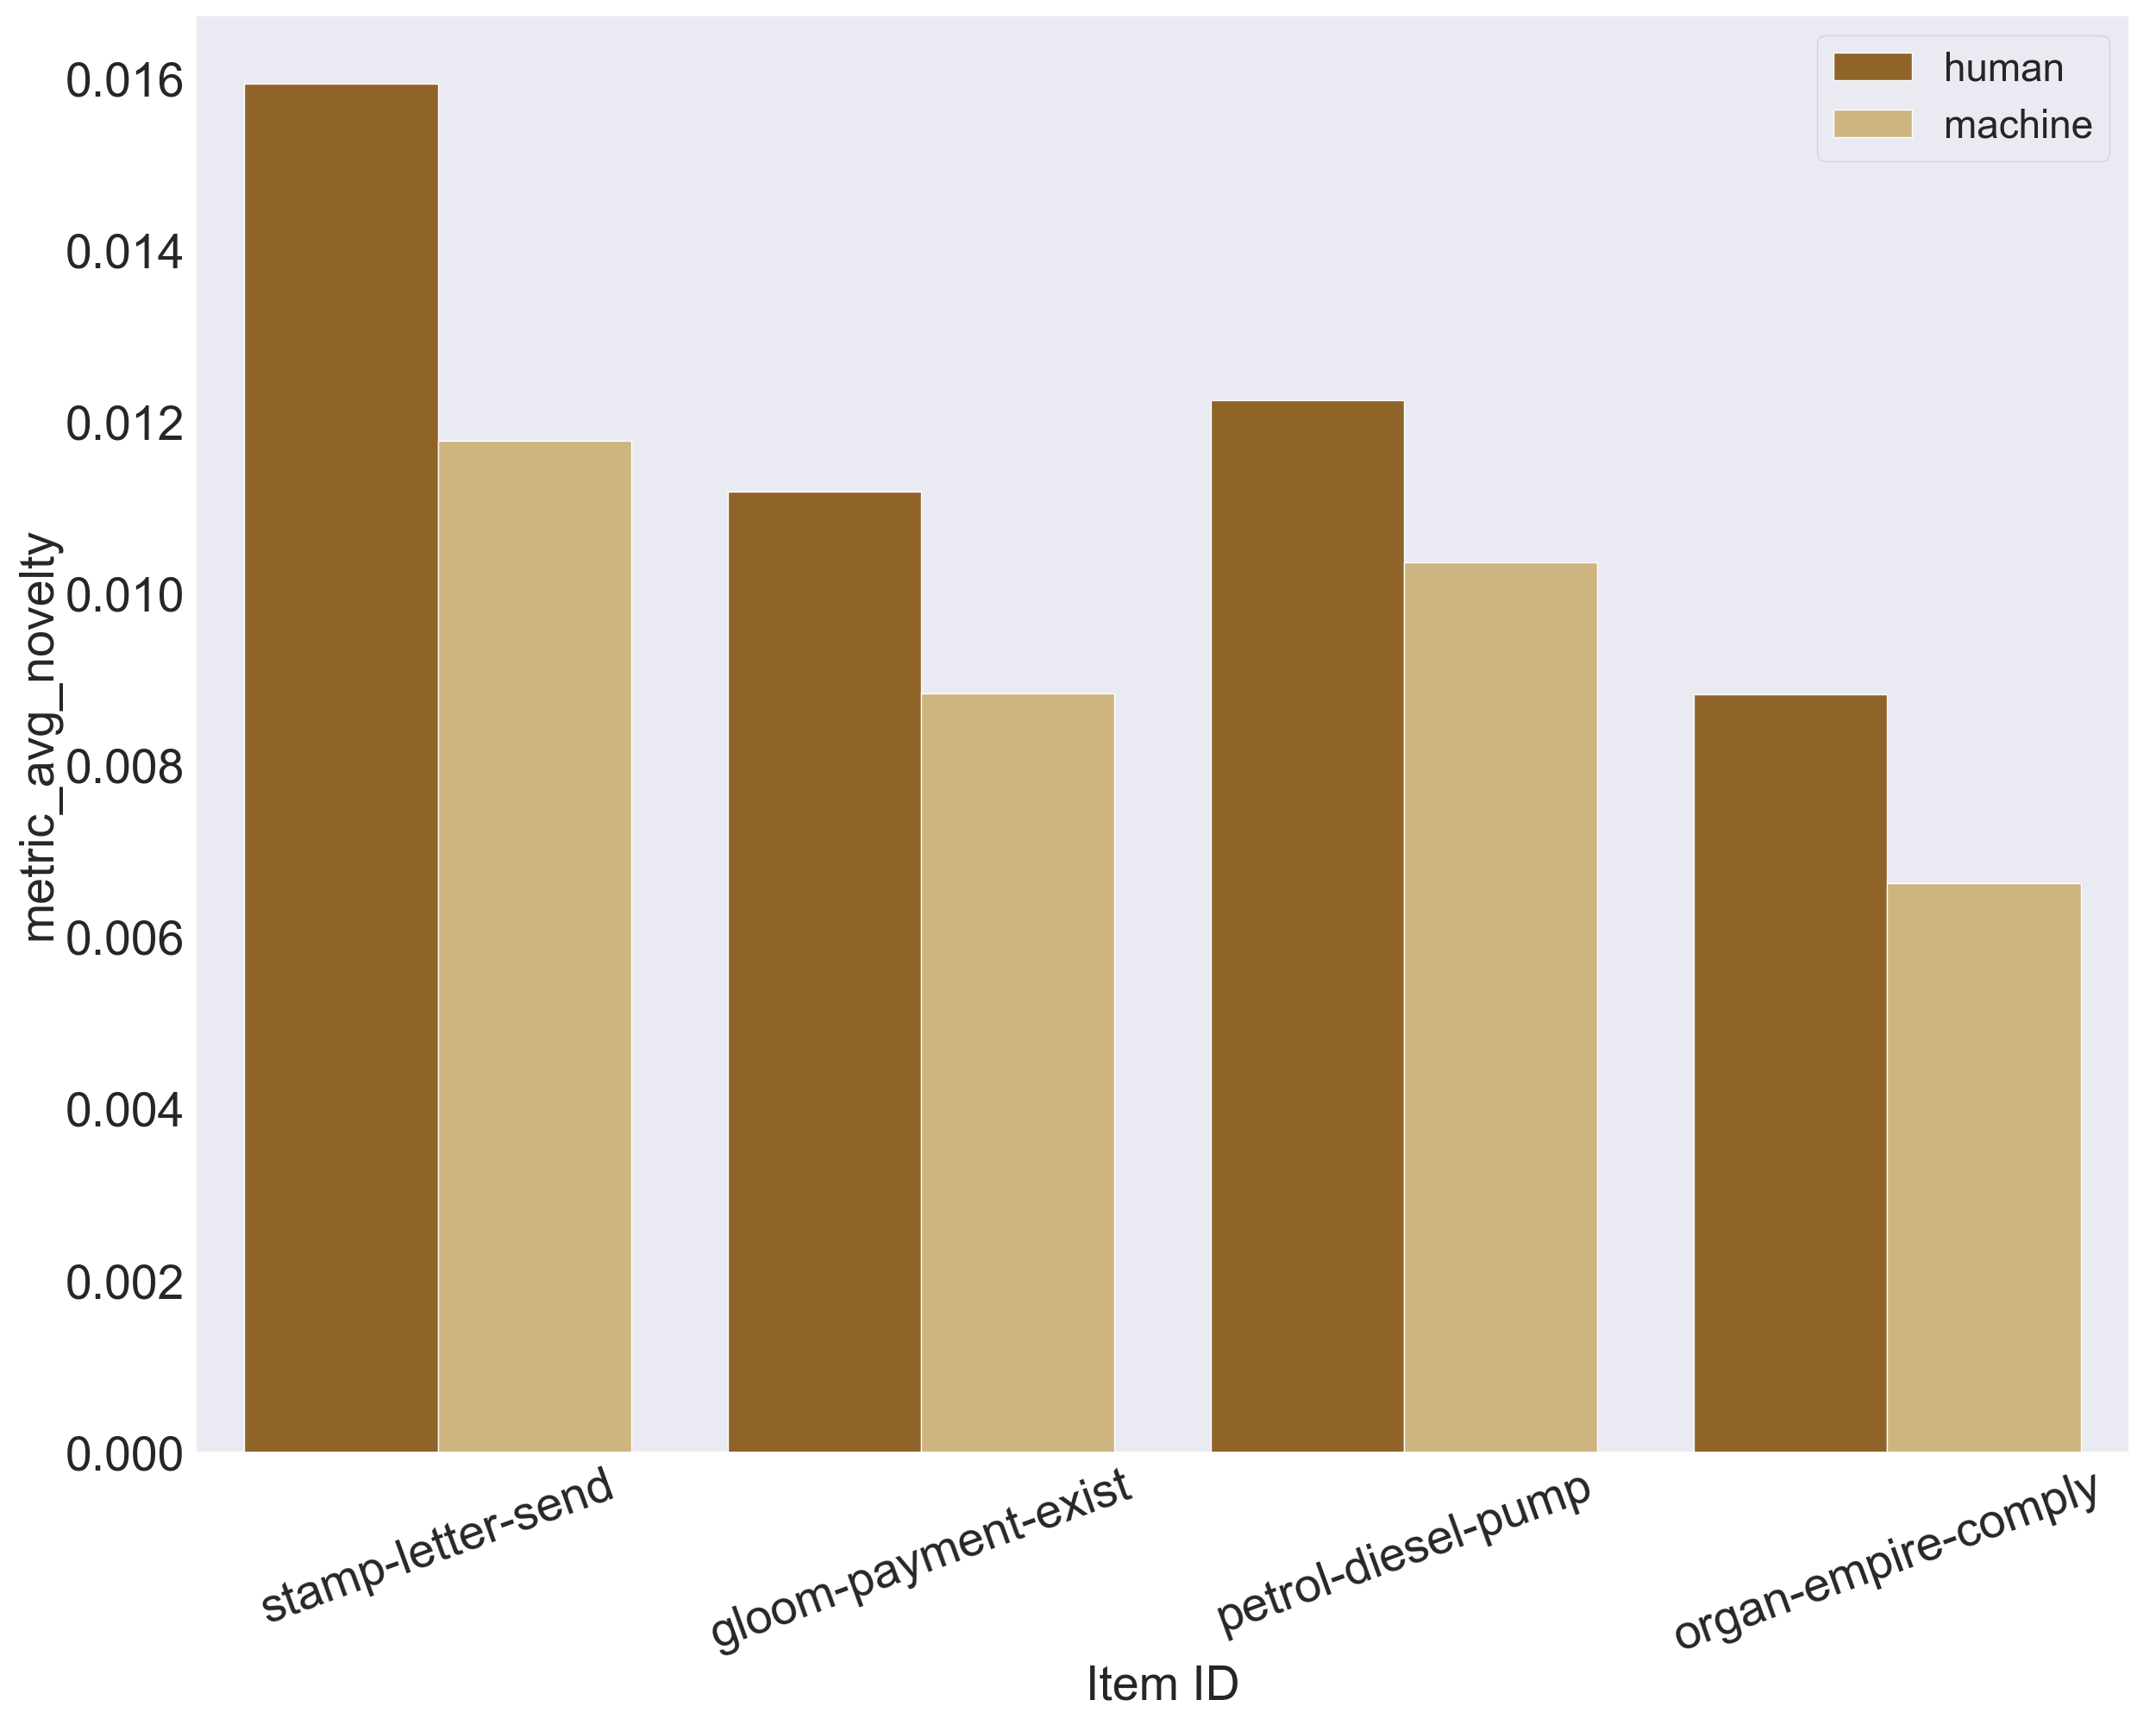 human
machine
0.016
0.014
0.012
0.010
0.008
0.006
0.004
0.002
0.000
metric_avg_novelty
stamp-letter-send
gloom-payment-exist
petrol-diesel-pump
organ-empire-comply
Item ID